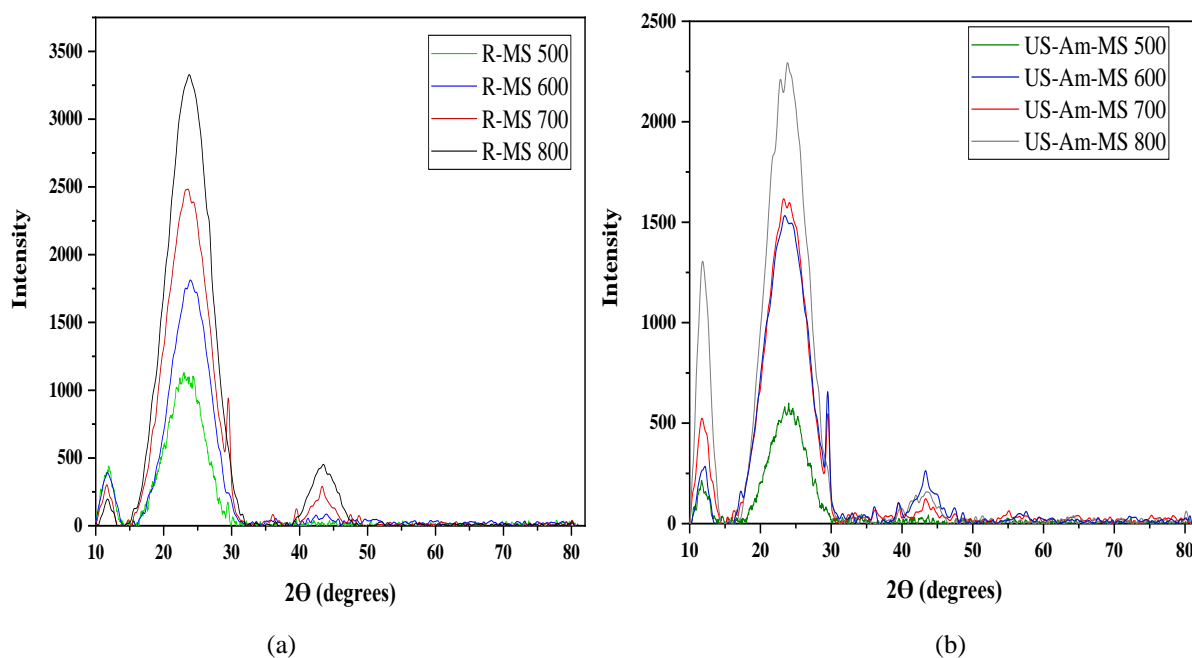 3500
3000
2500
2000
1500
1000
500
0
Intensity
10 20 30 40 50 60 70 80
2Θ (degrees)
R-MS 500
R-MS 600
R-MS 700
R-MS 800
(a)
2500
2000
1500
1000
500
0
Intensity
10 20 30 40 50 60 70 80
2Θ (degrees)
US-Am-MS 500
US-Am-MS 600
US-Am-MS 700
US-Am-MS 800
(b)